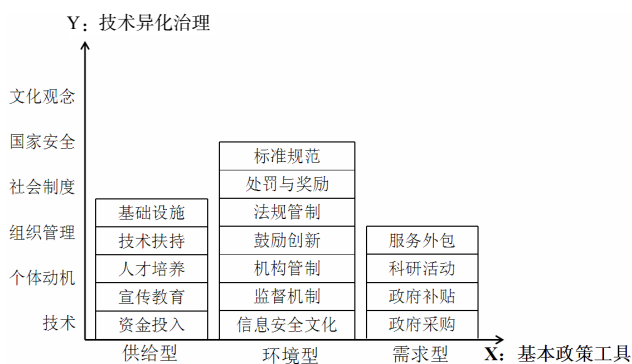 Y：技术异化治理
文化观念
国家安全
社会制度
组织管理
个体动机
技术
基础设施
技术扶持
人才培养
宣传教育
资金投入
标准规范
处罚与奖励
法规管制
鼓励创新
机构管制
监督机制
信息安全文化
服务外包
科研活动
政府补贴
政府采购
供给型
环境型
需求型
X：基本政策工具